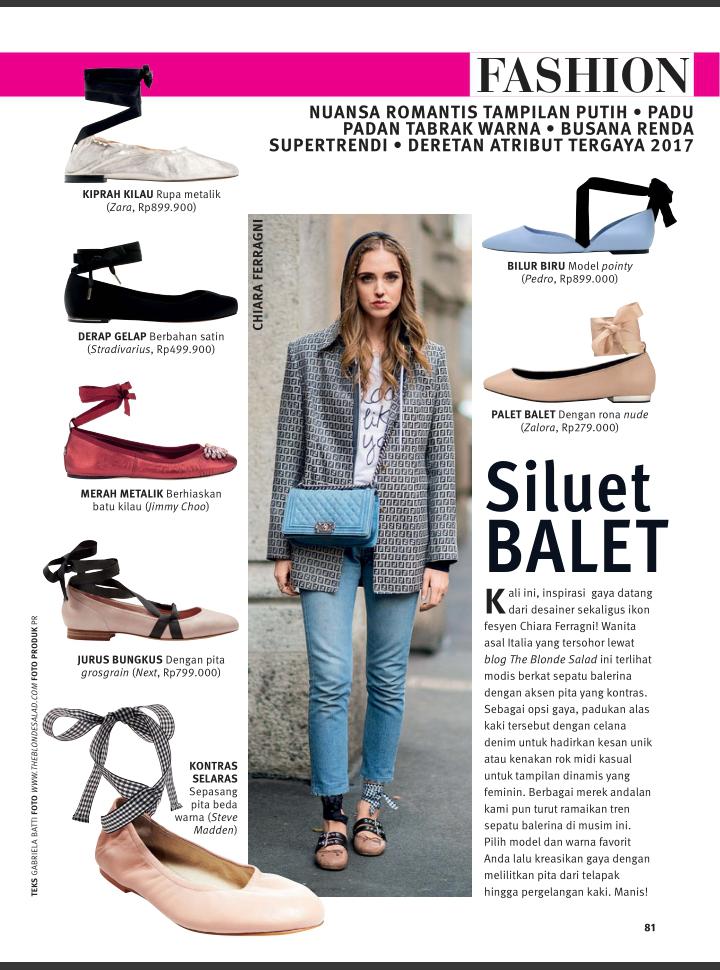 FASHION
NUANSA ROMANTIS TAMPILAN PUTIH • PADU
PADAN TABRAK WARNA • BUSANA RENDA
SUPERTRENDI • DERETAN ATRIBUT TERGAYA 2017
KIPRAH KILAU Rupa metalik
(Zara, Rp899.900)
DERAP GELAP Berbahan satin
(Stradivarius, Rp499.900)
MERAH METALIK Berhiaskan
batu kilau (Jimmy Choo)
JURUS BUNGKUS Dengan pita
grosgrain (Next, Rp799.000)
KONTRAS
SELARAS
Sepasang
pita beda
warna (Steve
Madden)
TEKS GABRIELA BATTI FOTO WWW.THEBLONDESALAD.COM FOTO PRODUK PR
CHIARA FERRAGNI
BILUR BIRU Model pointy
(Pedro, Rp899.000)
PALET BALET Dengan rona nude
(Zalora, Rp279.000)
Siluet
BALET
Kali ini, inspirasi gaya datang
dari desainer sekaligus ikon
fesyen Chiara Ferragni! Wanita
asal Italia yang tersohor lewat
blog The Blonde Salad ini terlihat
modis berkat sepatu balerina
dengan aksen pita yang kontras.
Sebagai opsi gaya, padukan alas
kaki tersebut dengan celana
denim untuk hadirkan kesan unik
atau kenakan rok midi kasual
untuk tampilan dinamis yang
feminin. Berbagai merek andalan
kami pun turut ramaikan tren
sepatu balerina di musim ini.
Pilih model dan warna favorit
Anda lalu kreasikan gaya dengan
melilitkan pita dari telapak
hingga pergelangan kaki. Manis!
81